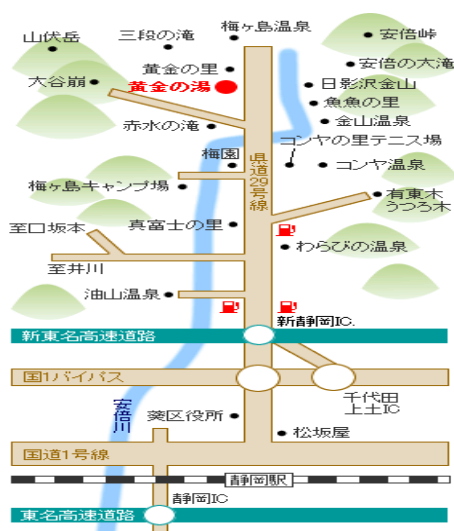 梅ヶ島温泉
山伏岳
三段の滝
安倍峠
黄金の里
安倍の大滝
大谷崩
黄金の湯
日影沢金山
魚魚の里
赤水の滝
金山温泉
コンヤの里テニス場
梅園
コンヤ温泉
県道29号線
梅ヶ島キャンプ場
有東木
うつろ木
至口坂本
真富士の里
わらびの温泉
至井川
油山温泉
新静岡IC.
新東名高速道路
国1バイパス
千代田
上土IC
安倍川
葵区役所
松坂屋
国道1号線
静岡駅
静岡IC
東名高速道路